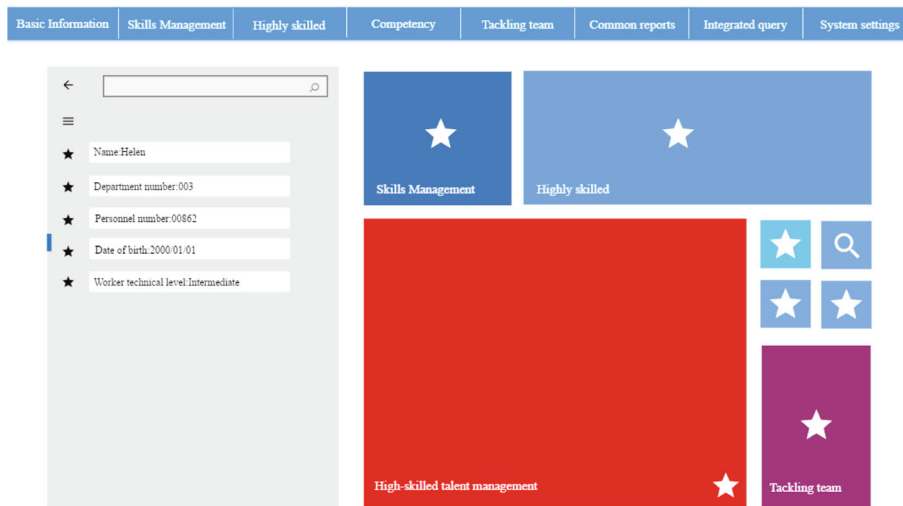 Basic Information
Skills Management
Highly skilled
Competency
Tackling team
Common reports
Integrated query
System settings
Name:Helen
Department number:003
Personnel number:00862
Date of birth:2000/01/01
Worker technical level:Intermediate
Skills Management
Highly skilled
High-skilled talent management
Tackling team